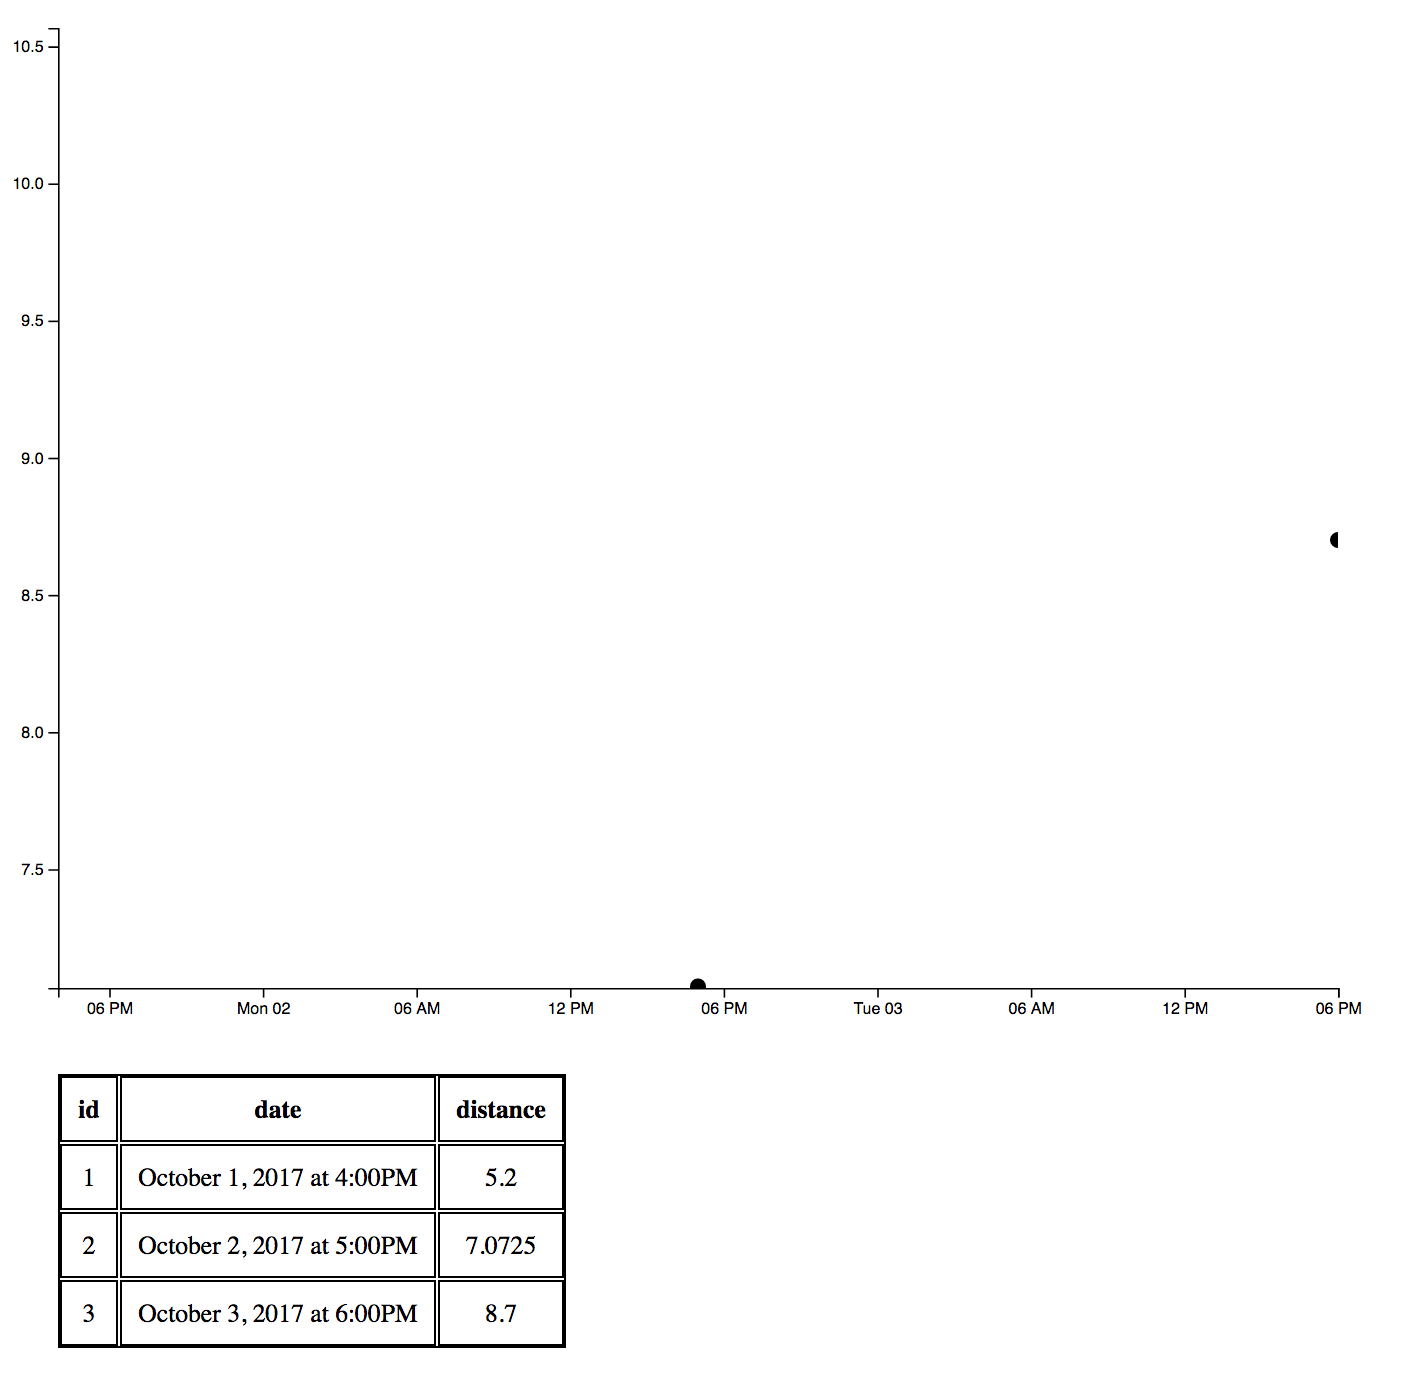 10.5
10.0
9.5
9.0
8.5
8.0
7.5
06 PM Mon 02 06 AM 12 PM 06 PM Tue 03 06 AM 12 PM 06 PM
id date distance
1 October 1, 2017 at 4:00PM 5.2
2 October 2, 2017 at 5:00PM 7.0725
3 October 3, 2017 at 6:00PM 8.7